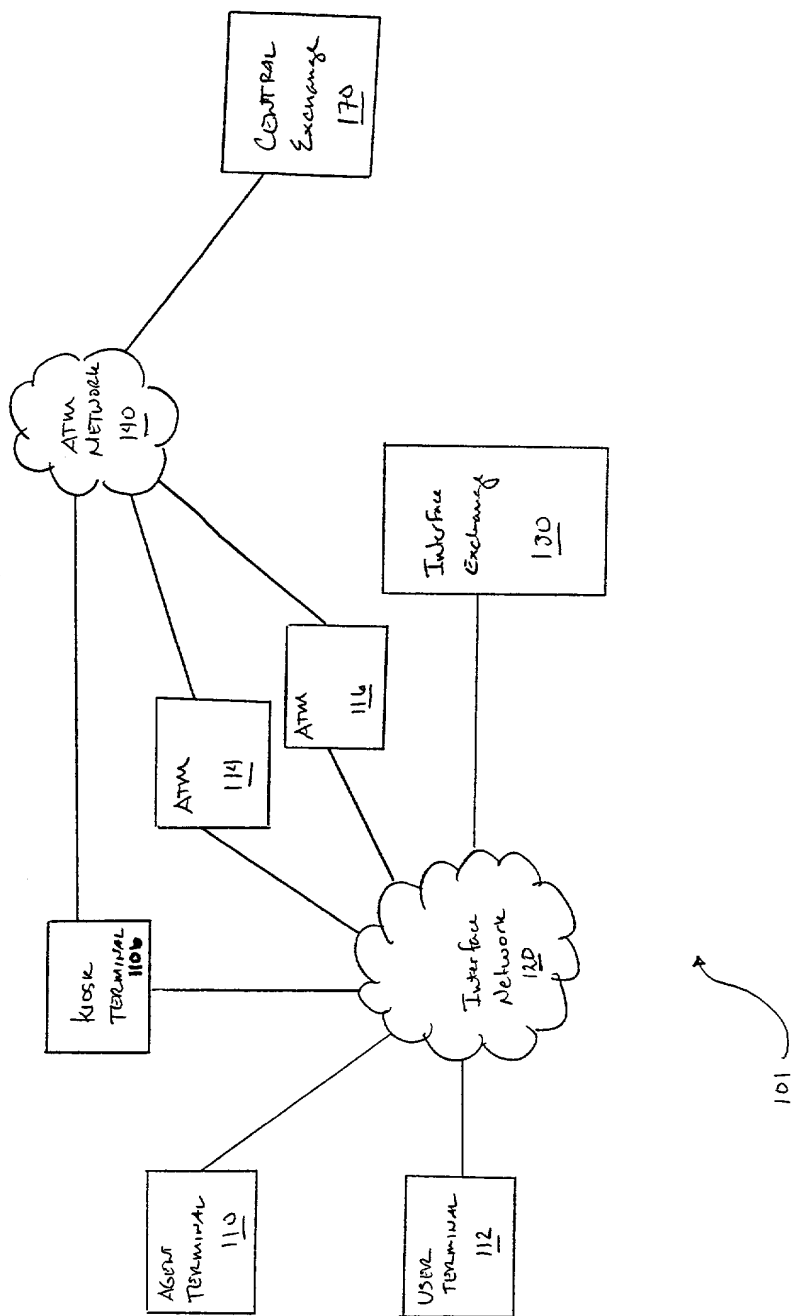 AGENT
TERMINAL
110
USER
TERMINAL
112
KIOSK
TERMINAL
110b
Interface
Network
120
ATM
114
ATM
116
Interface
Exchange
130
ATM
NETWORK
140
CENTRAL
Exchange
170
101